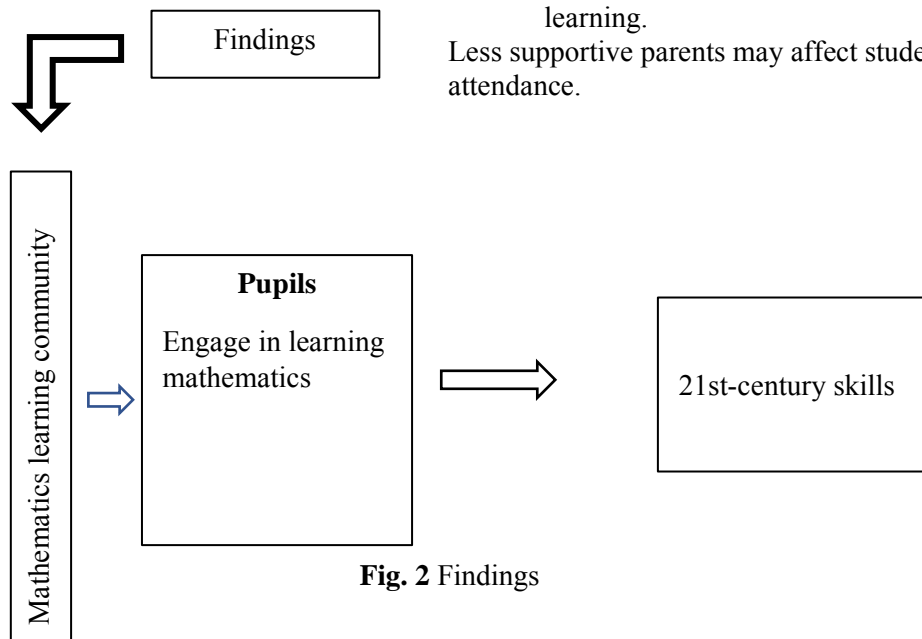 learning.
Findings
Less supportive parents may affect
attendance.
Mathematics learning community
Pupils
Engage in learning
mathematics
21st-century skills
Fig. 2 Findings